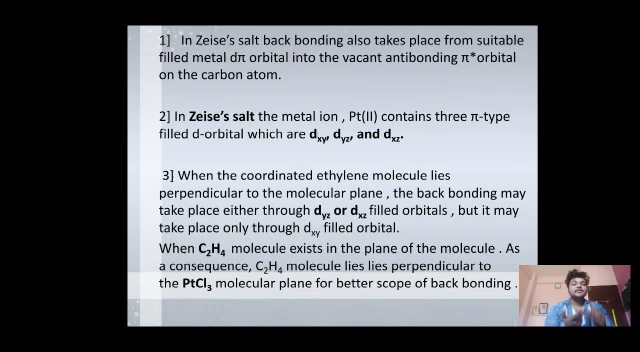 1] In Zeise's salt back bonding also takes place from suitable
filled metal dπ orbital into the vacant antibonding π*orbital
on the carbon atom.
2] In Zeise's salt the metal ion , Pt(II) contains three π-type
filled d-orbital which are dxy, dyz, and dxz.
3] When the coordinated ethylene molecule lies
perpendicular to the molecular plane , the back bonding may
take place either through dyz or dxz filled orbitals , but it may
take place only through dxy filled orbital.
When C2H4 molecule exists in the plane of the molecule . As
a consequence, C2H4 molecule lies lies perpendicular to
the PtCl3 molecular plane for better scope of back bonding .